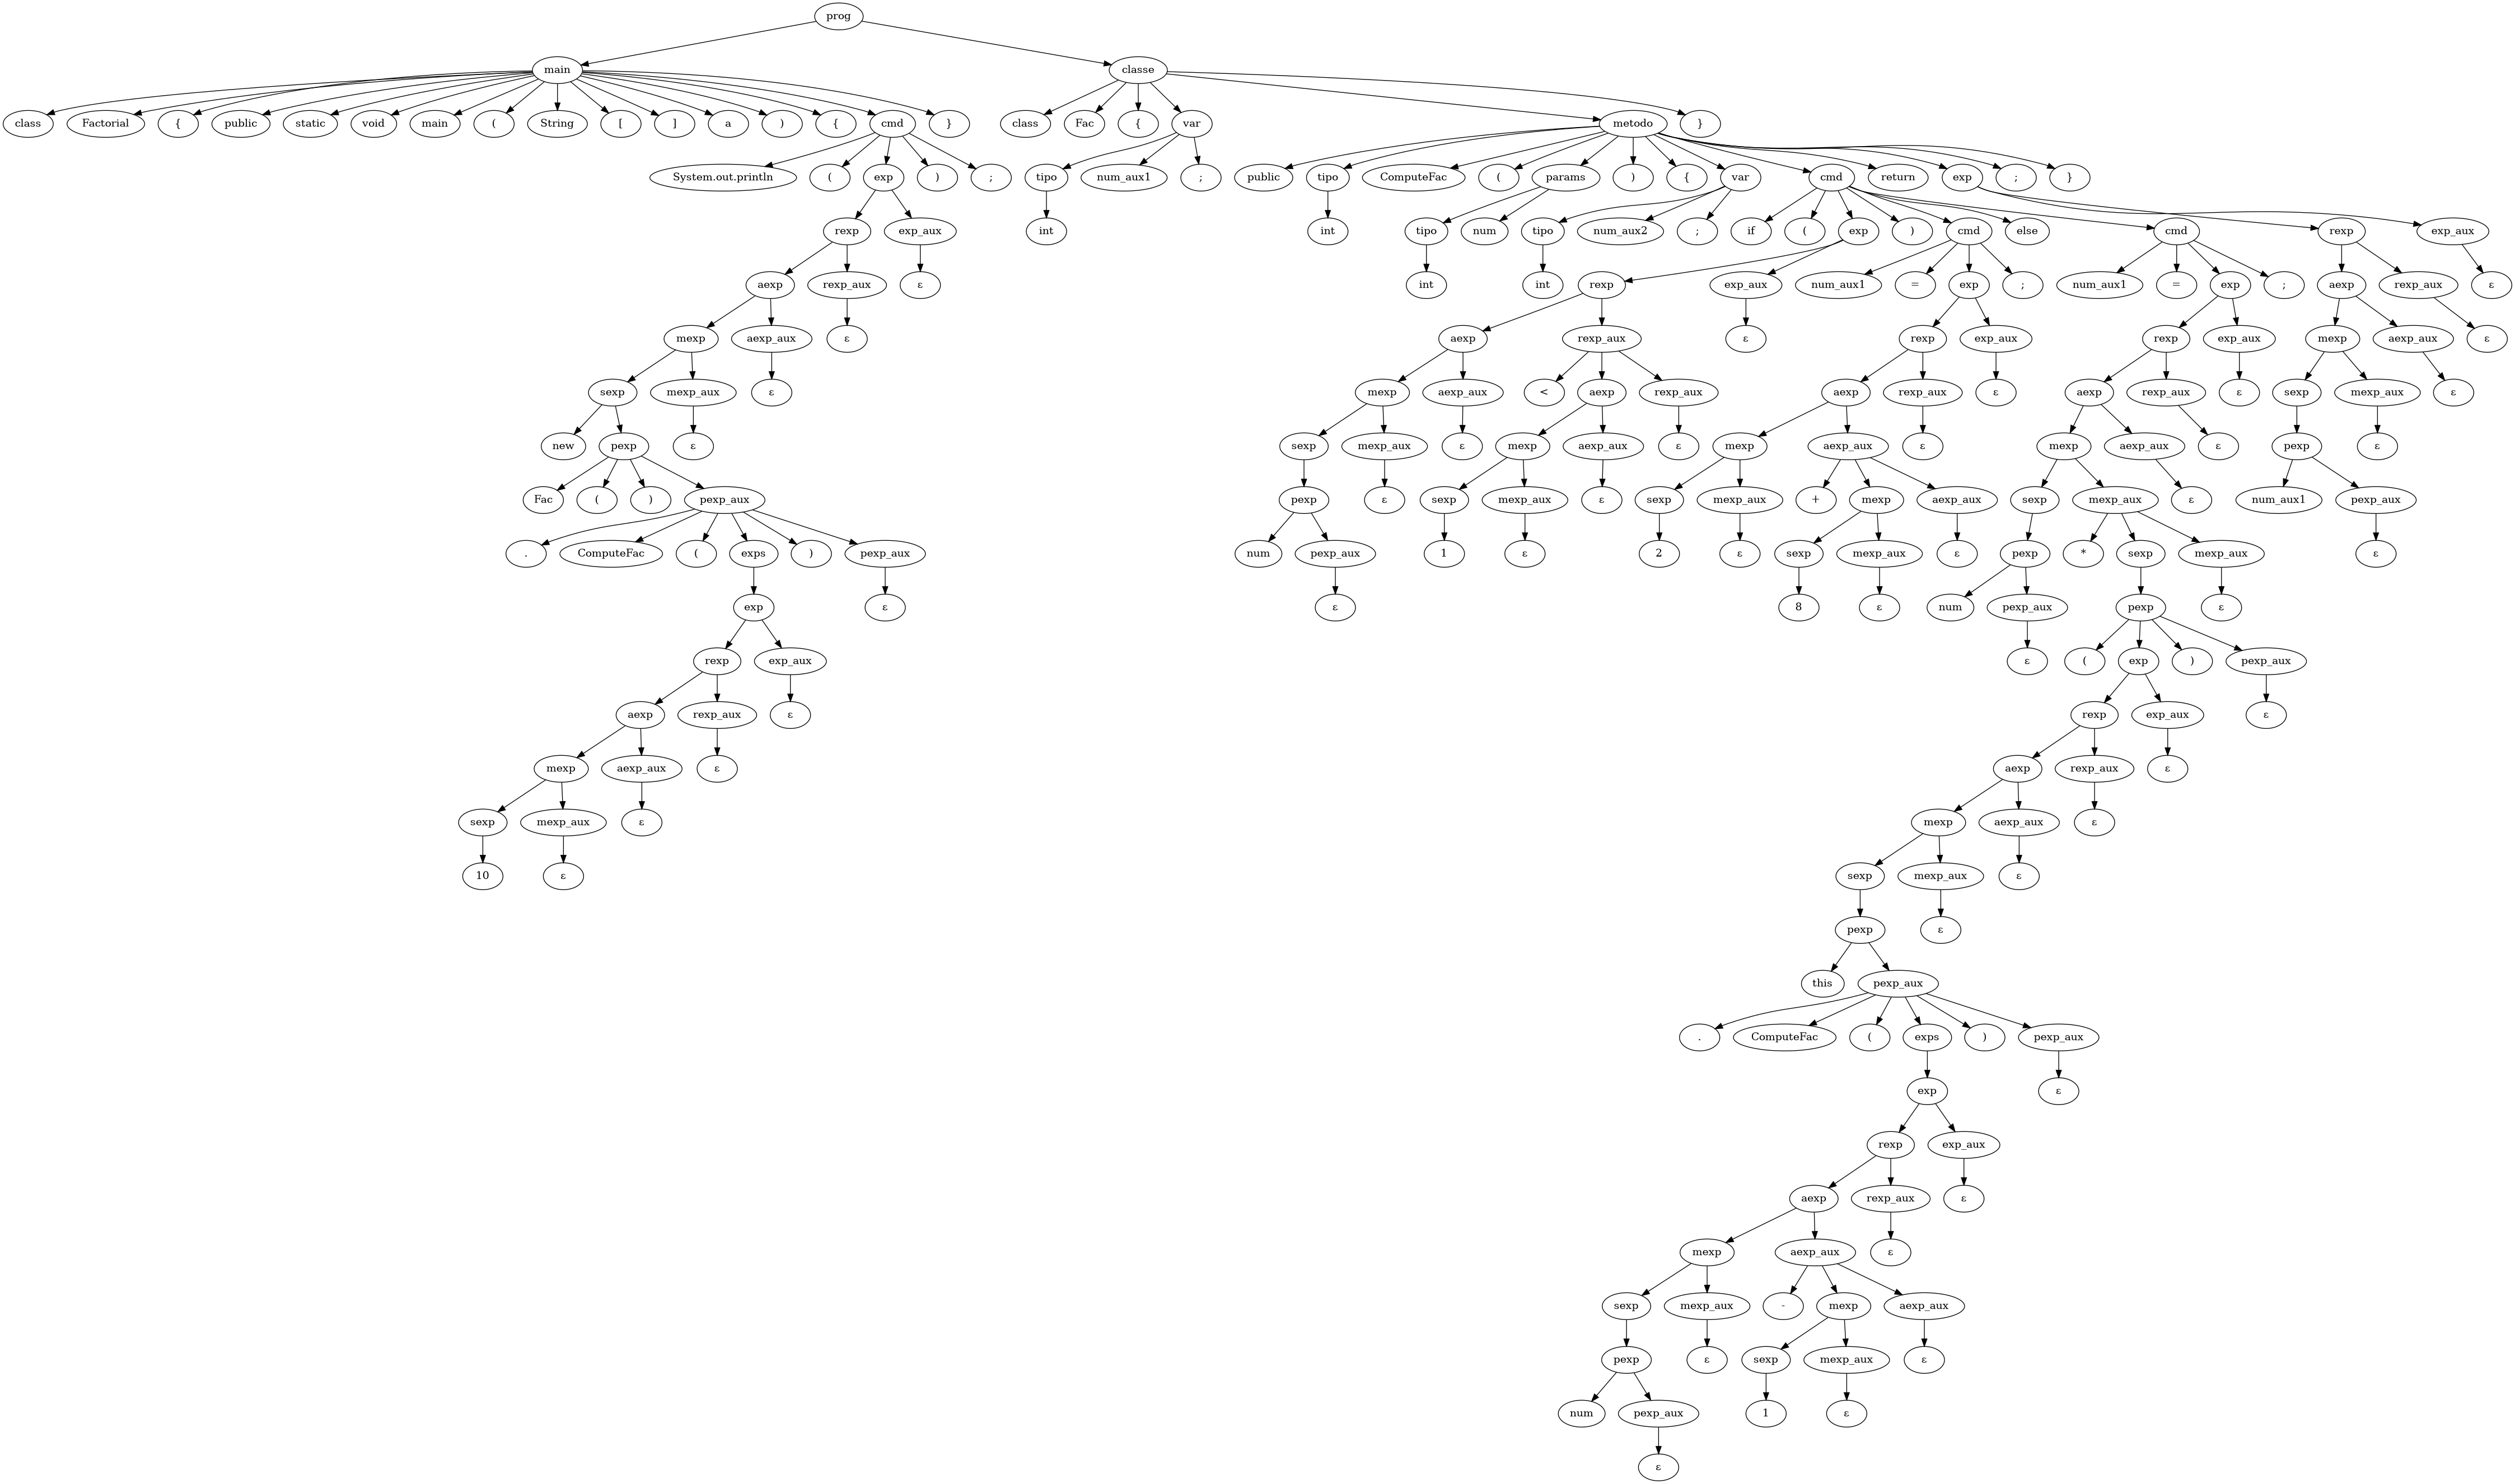 prog
main classe
class Factorial { public static void main ( String [ ] a ) { cmd } class Fac { var metodo }
System.out.println ( exp ) ; tipo num_aux1 ; public tipo ComputeFac ( params ) { var cmd return exp ; }
rexp exp_aux int int tipo num tipo num_aux2 ; if ( exp ) cmd else cmd rexp exp_aux
aexp rexp_aux ε int int rexp exp_aux num_aux1 = exp ; num_aux1 = exp ; aexp rexp_aux ε
mexp aexp_aux ε aexp rexp_aux ε rexp exp_aux rexp exp_aux mexp aexp_aux ε
sexp mexp_aux ε mexp aexp_aux < aexp rexp_aux aexp rexp_aux ε aexp rexp_aux ε sexp mexp_aux ε
new pexp ε sexp mexp_aux ε mexp aexp_aux ε mexp aexp_aux ε mexp aexp_aux ε pexp ε
Fac ( ) pexp_aux pexp ε sexp mexp_aux ε sexp mexp_aux + mexp aexp_aux sexp mexp_aux ε num_aux1 pexp_aux
. ComputeFac ( exps ) pexp_aux num pexp_aux 1 ε 2 ε sexp mexp_aux ε pexp * sexp mexp_aux ε
exp ε ε 8 ε num pexp_aux pexp ε
rexp exp_aux ε ( exp ) pexp_aux
aexp rexp_aux ε rexp exp_aux ε
mexp aexp_aux ε aexp rexp_aux ε
sexp mexp_aux ε mexp aexp_aux ε
10 ε sexp mexp_aux ε
pexp ε
this pexp_aux
. ComputeFac ( exps ) pexp_aux
exp ε
rexp exp_aux
aexp rexp_aux ε
mexp aexp_aux ε
sexp mexp_aux - mexp aexp_aux
pexp ε sexp mexp_aux ε
num pexp_aux 1 ε
ε